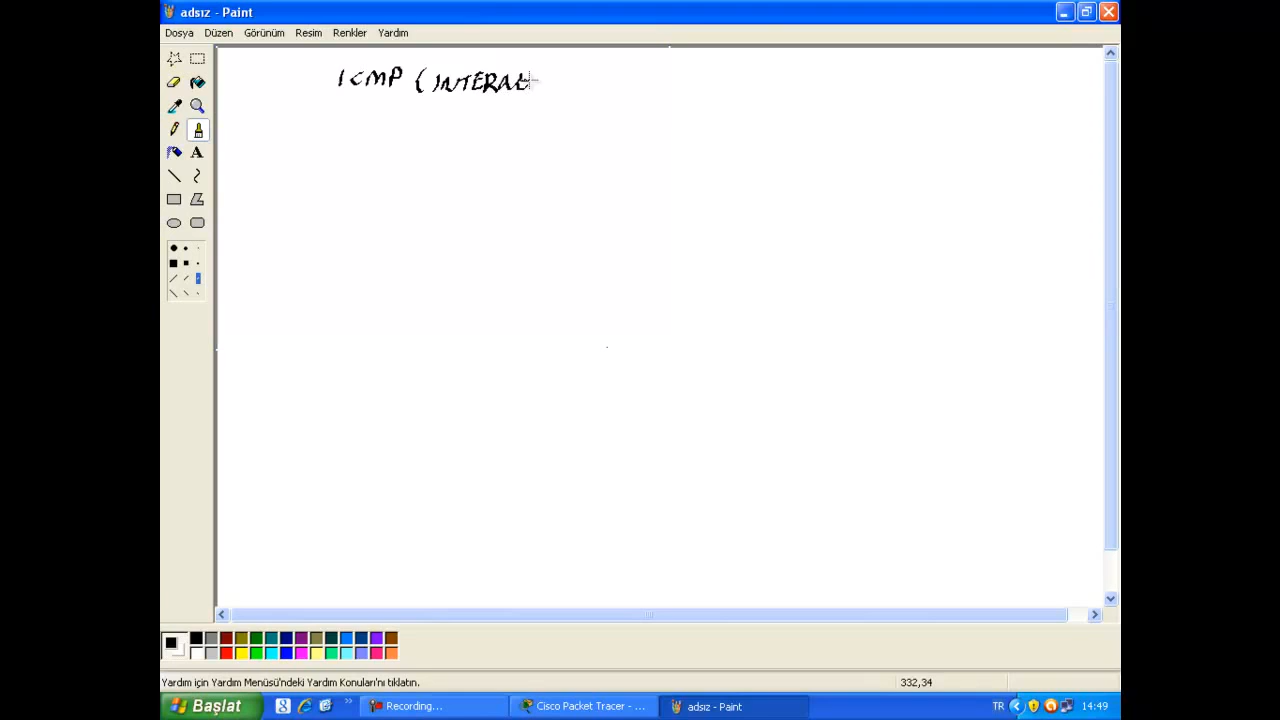 adsız - Paint
Dosya Düzen Görünüm Resim Renkler Yardım
ICMP (INTERNE
Yardım için Yardım Menüsü'ndeki Yardım Konuları'nı tıklatın.
332,34
Başlat
Recording...
Cisco Packet Tracer - ...
adsız - Paint
TR
14:49